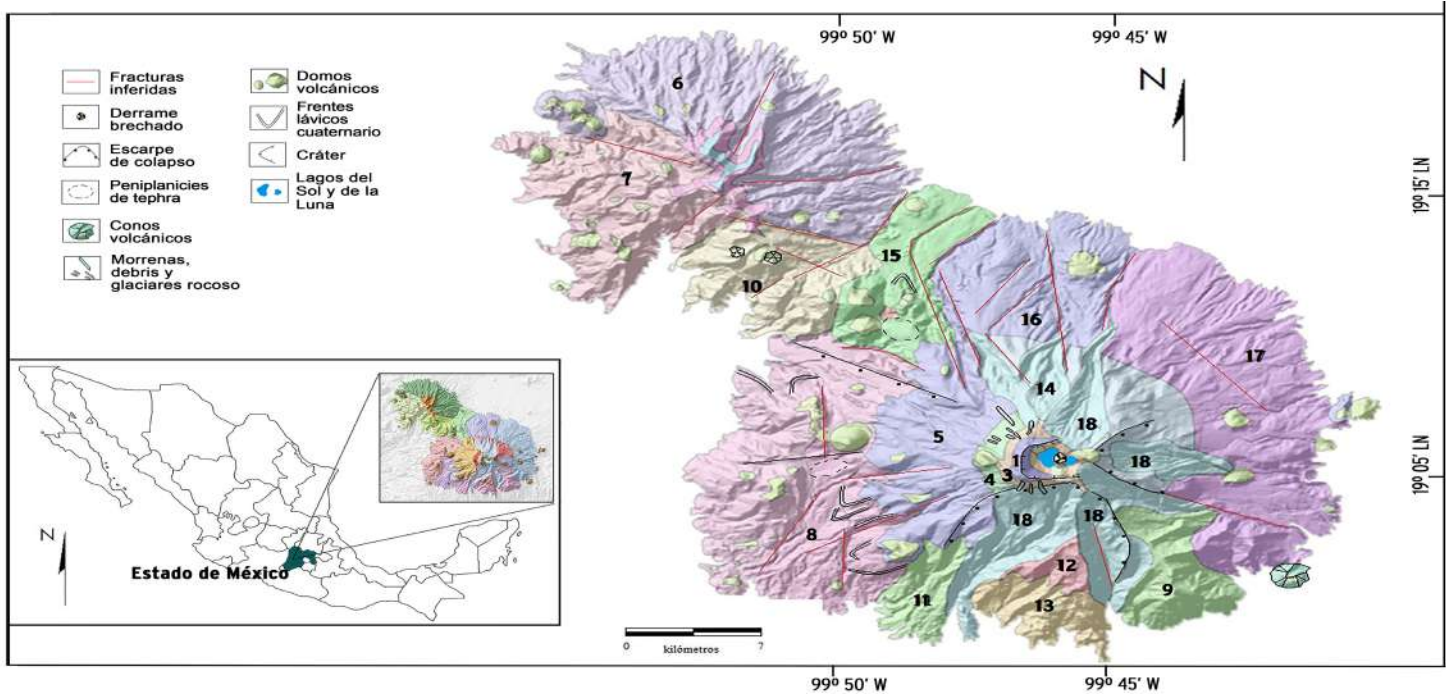 99º 50' W
99º 45' W
N
Fracturas
inferidas
Derrame
brechado
Escarpe
de colapso
Peniplanicies
de tephra
Conos
volcánicos
Morrenas,
debris y
glaciares rocoso
Domos
volcánicos
Frentes
lávicos
cuaternario
Cráter
Lagos del
Sol y de la
Luna
6
7
15
10
16
17
14
18
5
1
3
4
18
18
18
8
12
11
13
9
19º 15' LN
19º 05' LN
N
Estado de México
0
7
kilómetros
99º 50' W
99º 45' W